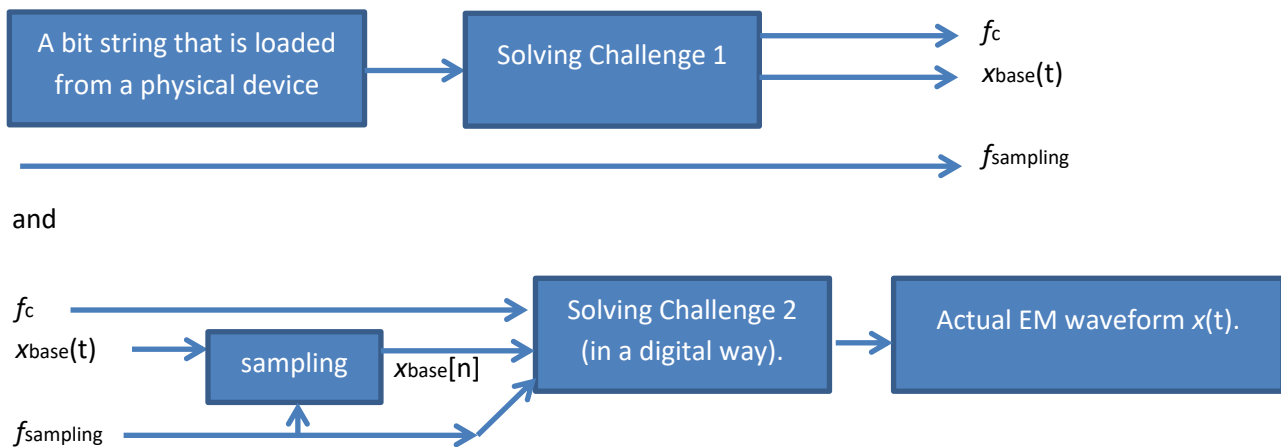 A bit string that is loaded
from a physical device
Solving Challenge 1
fc
xbase(t)
fsampling
and
fc
xbase(t)
fsampling
sampling
xbase[n]
Solving Challenge 2
(in a digital way).
Actual EM waveform x(t).